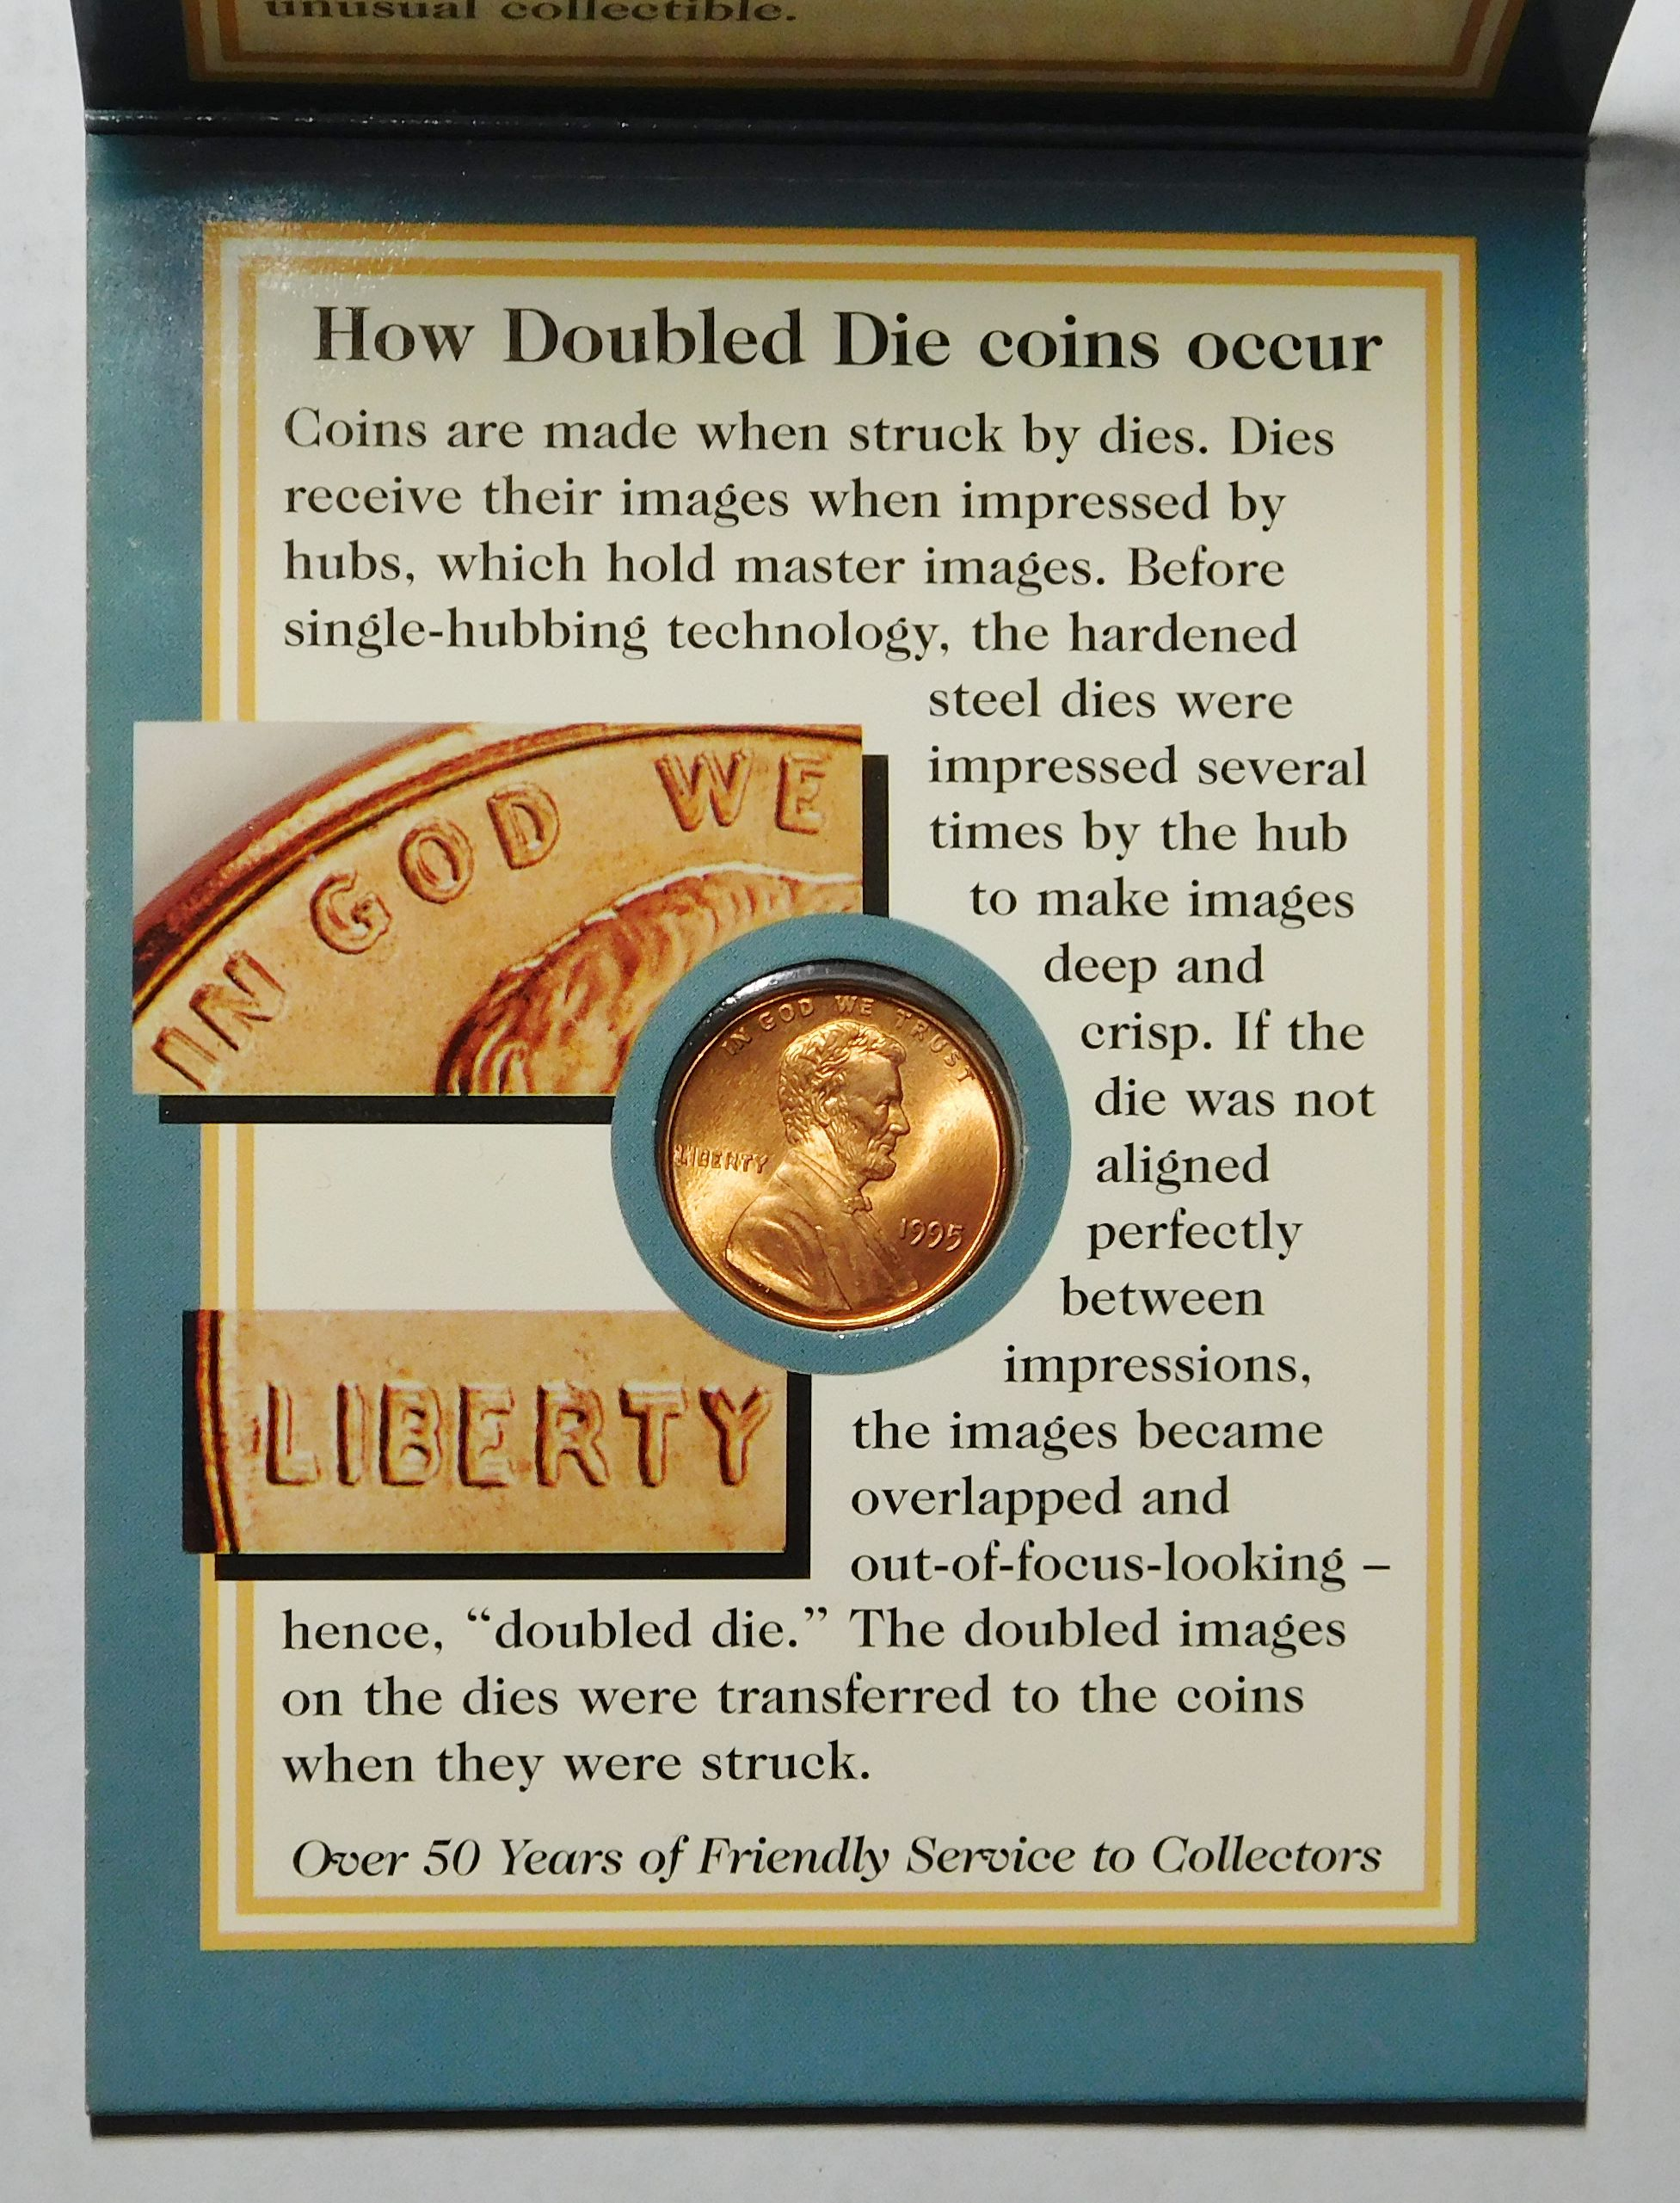 unusual collectible.
How Doubled Die coins occur
Coins are made when struck by dies. Dies
receive their images when impressed by
hubs, which hold master images. Before
single-hubbing technology, the hardened
steel dies were
impressed several
times by the hub
to make images
deep and
crisp. If the
die was not
aligned
perfectly
between
impressions,
the images became
overlapped and
out-of-focus-looking –
hence, “doubled die.” The doubled images
on the dies were transferred to the coins
when they were struck.
Over 50 Years of Friendly Service to Collectors
IN GOD WE
IN GOD WE TRUST
LIBERTY
1995
LIBERTY